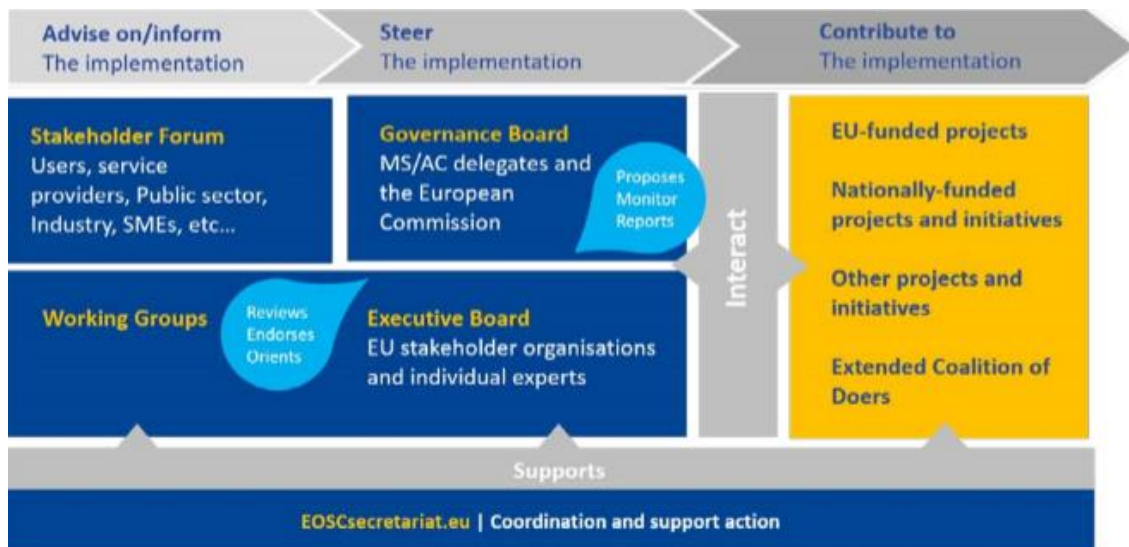 Advise on/inform
The implementation
Steer
The implementation
Contribute to
The implementation
Stakeholder Forum
Users, service
providers, Public sector,
Industry, SMEs, etc...
Governance Board
MS/AC delegates and
the European
Commission
Proposes
Monitor
Reports
Interact
EU-funded projects
Nationally-funded
projects and initiatives
Other projects and
initiatives
Extended Coalition of
Doers
Working Groups
Reviews
Endorses
Orients
Executive Board
EU stakeholder organisations
and individual experts
Supports
EOSCsecretariat.eu | Coordination and support action